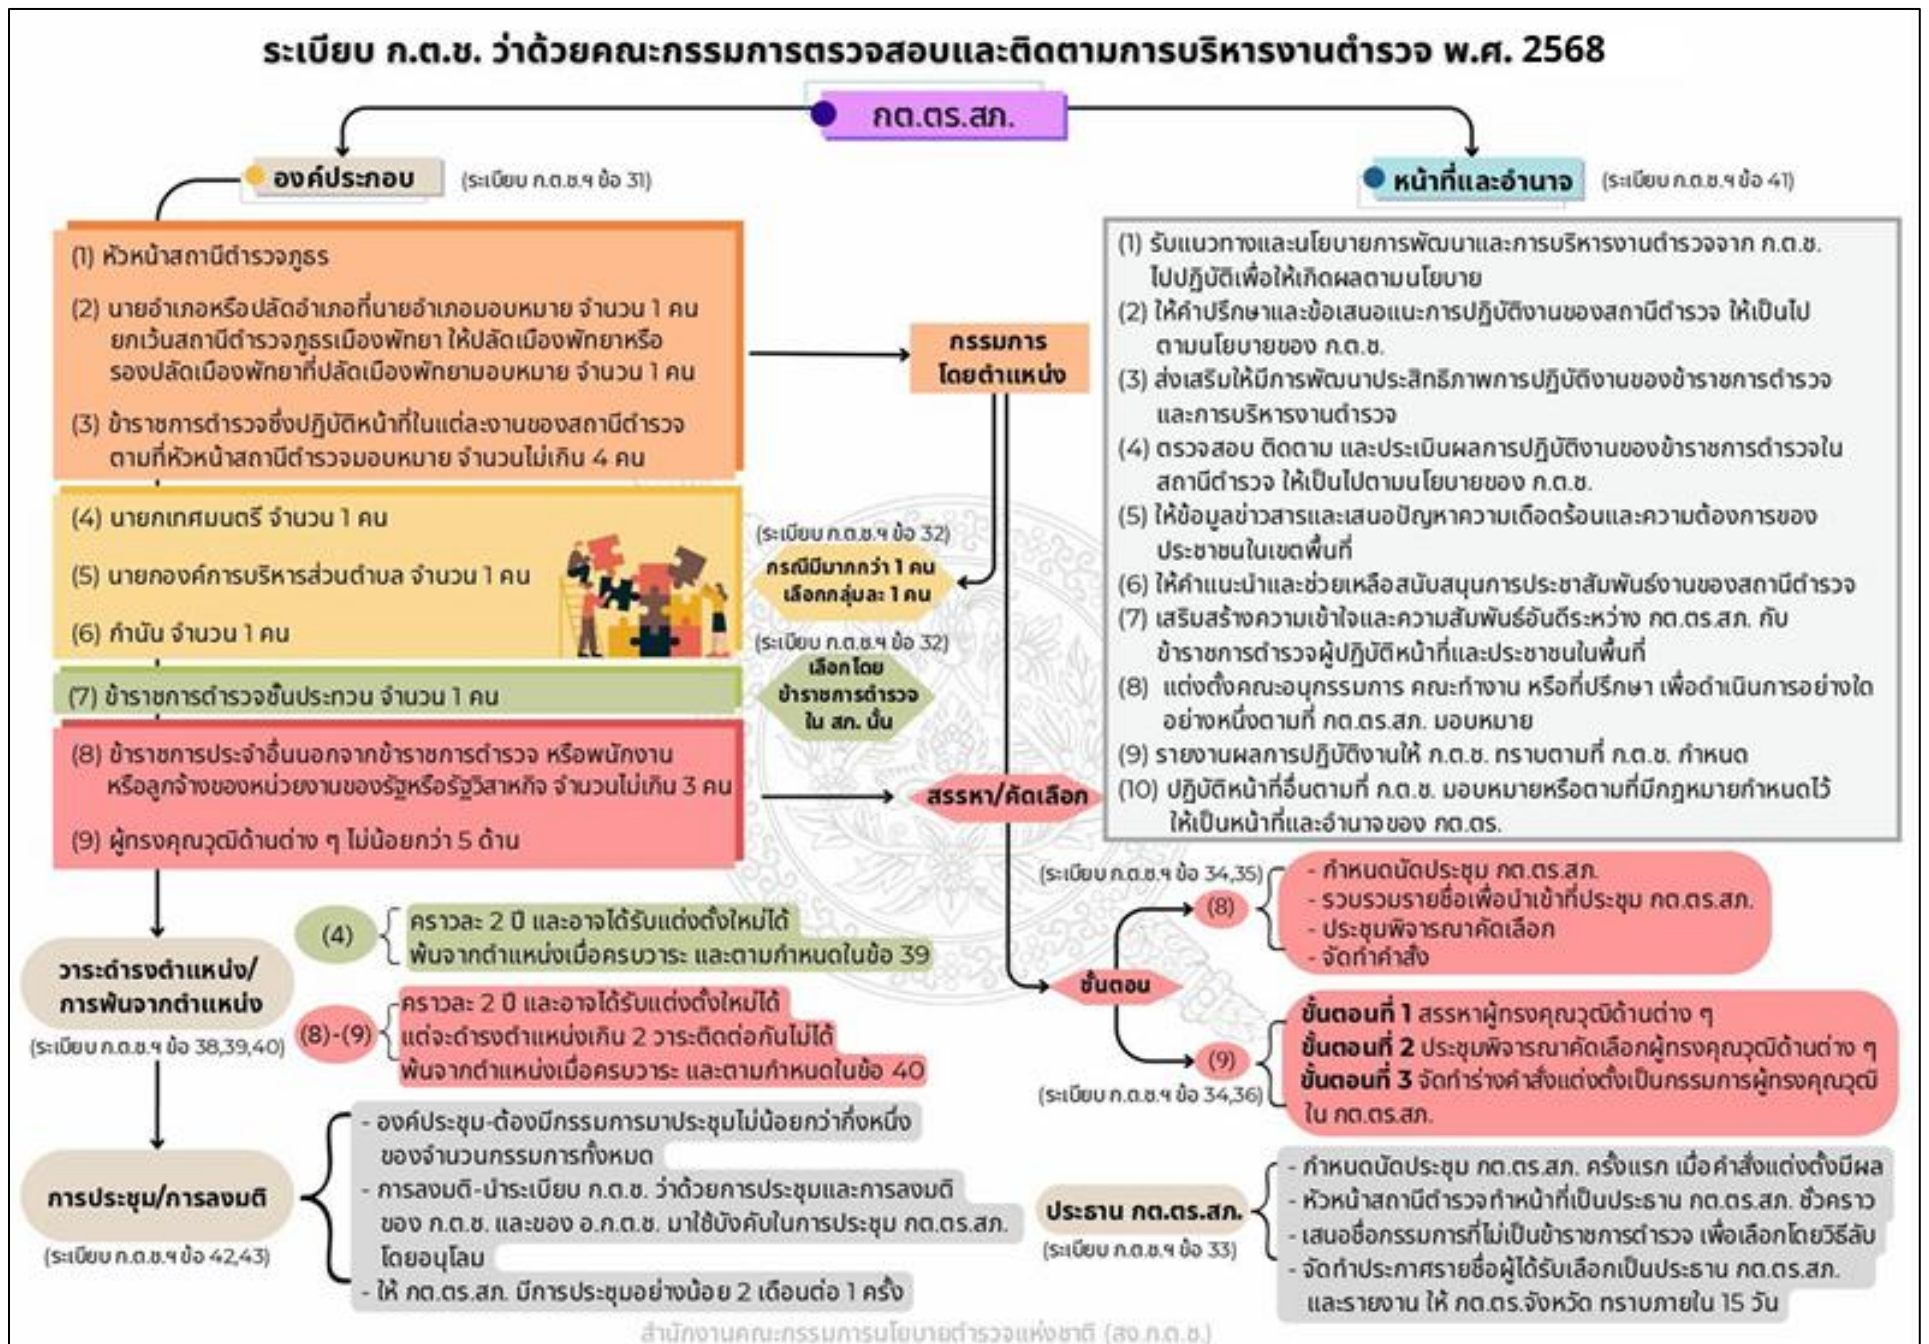 ระเบียบ ก.ต.ช. ว่าด้วยคณะกรรมการตรวจสอบและติดตามการบริหารงานตำรวจ พ.ศ. 2568
กต.ตร.สภ.
องค์ประกอบ
(ระเบียบ ก.ต.ช.ฯ ข้อ 31)
(1) หัวหน้าสถานีตำรวจภูธร
(2) นายอำเภอหรือปลัดอำเภอที่นายอำเภอมอบหมาย จำนวน 1 คน
ยกเว้นสถานีตำรวจภูธรเมืองพัทยา ให้ปลัดเมืองพัทยาหรือ
รองปลัดเมืองพัทยาที่ปลัดเมืองพัทยามอบหมาย จำนวน 1 คน
(3) ข้าราชการตำรวจซึ่งปฏิบัติหน้าที่ในแต่ละงานของสถานีตำรวจ
ตามที่หัวหน้าสถานีตำรวจมอบหมาย จำนวนไม่เกิน 4 คน
(4) นายกเทศมนตรี จำนวน 1 คน
(5) นายกองค์การบริหารส่วนตำบล จำนวน 1 คน
(6) กำนัน จำนวน 1 คน
(7) ข้าราชการตำรวจชั้นประทวน จำนวน 1 คน
(8) ข้าราชการประจำอื่นนอกจากข้าราชการตำรวจ หรือพนักงาน
หรือลูกจ้างของหน่วยงานของรัฐหรือรัฐวิสาหกิจ จำนวนไม่เกิน 3 คน
(9) ผู้ทรงคุณวุฒิด้านต่าง ๆ ไม่น้อยกว่า 5 ด้าน
กรรมการ
โดยตำแหน่ง
(ระเบียบ ก.ต.ช.ฯ ข้อ 32)
กรณีมีมากกว่า 1 คน
เลือกกลุ่มละ 1 คน
(ระเบียบ ก.ต.ช.ฯ ข้อ 32)
เลือกโดย
ข้าราชการตำรวจ
ใน สภ. นั้น
สรรหา/คัดเลือก
หน้าที่และอำนาจ
(ระเบียบ ก.ต.ช.ฯ ข้อ 41)
(1) รับแนวทางและนโยบายการพัฒนาและการบริหารงานตำรวจจาก ก.ต.ช.
ไปปฏิบัติเพื่อให้เกิดผลตามนโยบาย
(2) ให้คำปรึกษาและข้อเสนอแนะการปฏิบัติงานของสถานีตำรวจ ให้เป็นไป
ตามนโยบายของ ก.ต.ช.
(3) ส่งเสริมให้มีการพัฒนาประสิทธิภาพการปฏิบัติงานของข้าราชการตำรวจ
และการบริหารงานตำรวจ
(4) ตรวจสอบ ติดตาม และประเมินผลการปฏิบัติงานของข้าราชการตำรวจใน
สถานีตำรวจ ให้เป็นไปตามนโยบายของ ก.ต.ช.
(5) ให้ข้อมูลข่าวสารและเสนอปัญหาความเดือดร้อนและความต้องการของ
ประชาชนในเขตพื้นที่
(6) ให้คำแนะนำและช่วยเหลือสนับสนุนการประชาสัมพันธ์งานของสถานีตำรวจ
(7) เสริมสร้างความเข้าใจและความสัมพันธ์อันดีระหว่าง กต.ตร.สภ. กับ
ข้าราชการตำรวจผู้ปฏิบัติหน้าที่และประชาชนในพื้นที่
(8) แต่งตั้งคณะอนุกรรมการ คณะทำงาน หรือที่ปรึกษา เพื่อดำเนินการอย่างใด
อย่างหนึ่งตามที่ กต.ตร.สภ. มอบหมาย
(9) รายงานผลการปฏิบัติงานให้ ก.ต.ช. ทราบตามที่ ก.ต.ช. กำหนด
(10) ปฏิบัติหน้าที่อื่นตามที่ ก.ต.ช. มอบหมายหรือตามที่มีกฎหมายกำหนดไว้
ให้เป็นหน้าที่และอำนาจของ กต.ตร.
วาระดำรงตำแหน่ง/
การพ้นจากตำแหน่ง
(ระเบียบ ก.ต.ช.ฯ ข้อ 38,39,40)
(4)
คราวละ 2 ปี และอาจได้รับแต่งตั้งใหม่ได้
พ้นจากตำแหน่งเมื่อครบวาระ และตามกำหนดในข้อ 39
(8)-(9)
คราวละ 2 ปี และอาจได้รับแต่งตั้งใหม่ได้
แต่จะดำรงตำแหน่งเกิน 2 วาระติดต่อกันไม่ได้
พ้นจากตำแหน่งเมื่อครบวาระ และตามกำหนดในข้อ 40
ขั้นตอน
(ระเบียบ ก.ต.ช.ฯ ข้อ 34,35)
(8)
- กำหนดนัดประชุม กต.ตร.สภ.
- รวบรวมรายชื่อเพื่อนำเข้าที่ประชุม กต.ตร.สภ.
- ประชุมพิจารณาคัดเลือก
- จัดทำคำสั่ง
(9)
(ระเบียบ ก.ต.ช.ฯ ข้อ 34,36)
ขั้นตอนที่ 1 สรรหาผู้ทรงคุณวุฒิด้านต่าง ๆ
ขั้นตอนที่ 2 ประชุมพิจารณาคัดเลือกผู้ทรงคุณวุฒิด้านต่าง ๆ
ขั้นตอนที่ 3 จัดทำร่างคำสั่งแต่งตั้งเป็นกรรมการผู้ทรงคุณวุฒิ
ใน กต.ตร.สภ.
การประชุม/การลงมติ
(ระเบียบ ก.ต.ช.ฯ ข้อ 42,43)
- องค์ประชุม-ต้องมีกรรมการมาประชุมไม่น้อยกว่ากึ่งหนึ่ง
ของจำนวนกรรมการทั้งหมด
- การลงมติ-นำระเบียบ ก.ต.ช. ว่าด้วยการประชุมและการลงมติ
ของ ก.ต.ช. และของ อ.ก.ต.ช. มาใช้บังคับในการประชุม กต.ตร.สภ.
โดยอนุโลม
- ให้ กต.ตร.สภ. มีการประชุมอย่างน้อย 2 เดือนต่อ 1 ครั้ง
ประธาน กต.ตร.สภ.
(ระเบียบ ก.ต.ช.ฯ ข้อ 33)
- กำหนดนัดประชุม กต.ตร.สภ. ครั้งแรก เมื่อคำสั่งแต่งตั้งมีผล
- หัวหน้าสถานีตำรวจทำหน้าที่เป็นประธาน กต.ตร.สภ. ชั่วคราว
- เสนอชื่อกรรมการที่ไม่เป็นข้าราชการตำรวจ เพื่อเลือกโดยวิธีลับ
- จัดทำประกาศรายชื่อผู้ได้รับเลือกเป็นประธาน กต.ตร.สภ.
และรายงาน ให้ กต.ตร.จังหวัด ทราบภายใน 15 วัน
สำนักงานคณะกรรมการนโยบายตำรวจแห่งชาติ (สง.ก.ต.ช.)